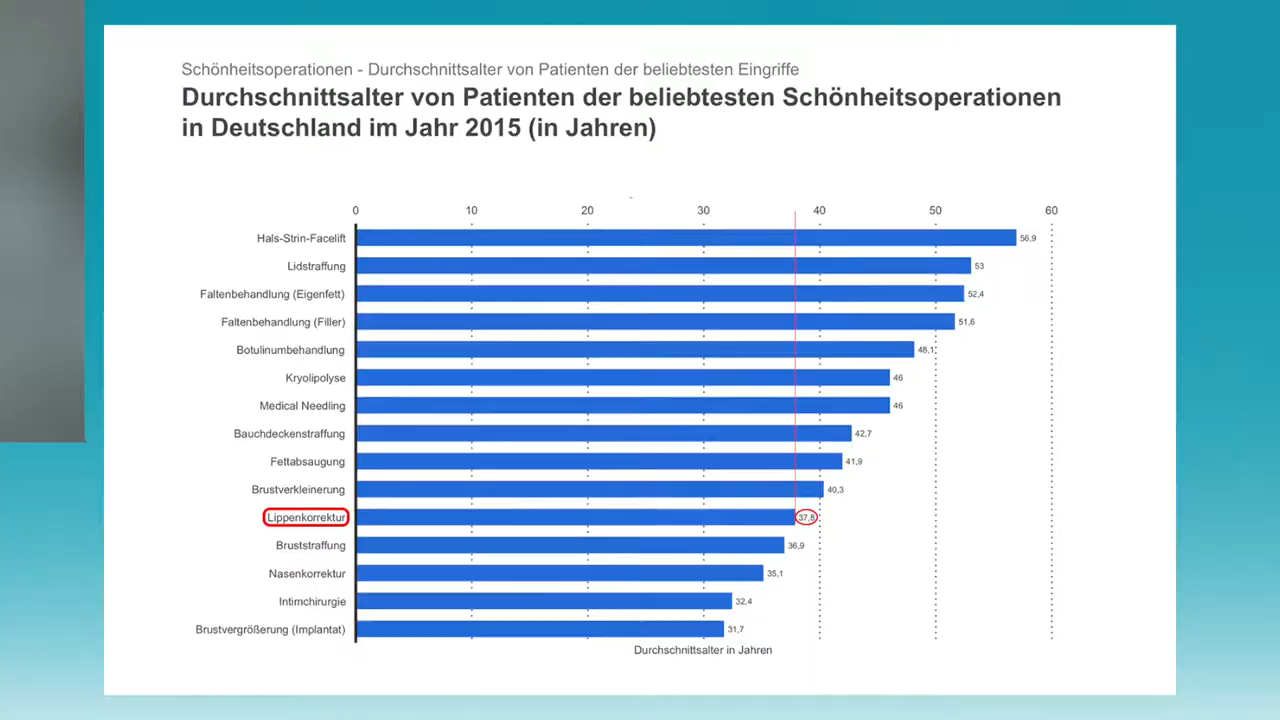 Schönheitsoperationen - Durchschnittsalter von Patienten der beliebtesten Eingriffe
Durchschnittsalter von Patienten der beliebtesten Schönheitsoperationen
in Deutschland im Jahr 2015 (in Jahren)
0 10 20 30 40 50 60
Hals-Strin-Facelift 56,9
Lidstraffung 53
Faltenbehandlung (Eigenfett) 52,4
Faltenbehandlung (Filler) 51,6
Botulinumbehandlung 48,1
Kryolipolyse 46
Medical Needling 46
Bauchdeckenstraffung 42,7
Fettabsaugung 41,9
Brustverkleinerung 40,3
Lippenkorrektur 37,8
Bruststraffung 36,9
Nasenkorrektur 35,1
Intimchirurgie 32,4
Brustvergrößerung (Implantat) 31,7
Durchschnittsalter in Jahren